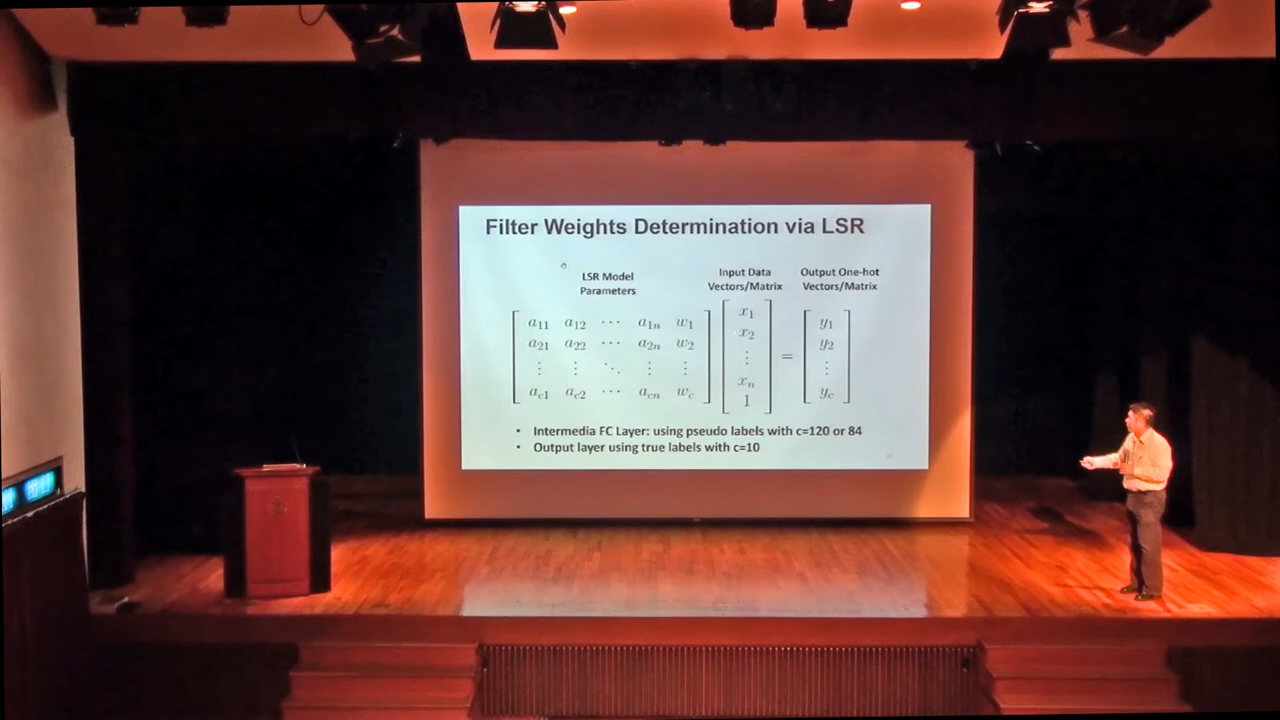 Filter Weights Determination via LSR
LSR Model
Parameters
Input Data
Vectors/Matrix
Output One-hot
Vectors/Matrix
a11 a12 ⋯ a1n w1
a21 a22 ⋯ a2n w2
⋮ ⋮ ⋱ ⋮ ⋮
ac1 ac2 ⋯ acn wc
x1
x2
⋮
xn
1
=
y1
y2
⋮
yc
• Intermedia FC Layer: using pseudo labels with c=120 or 84
• Output layer using true labels with c=10